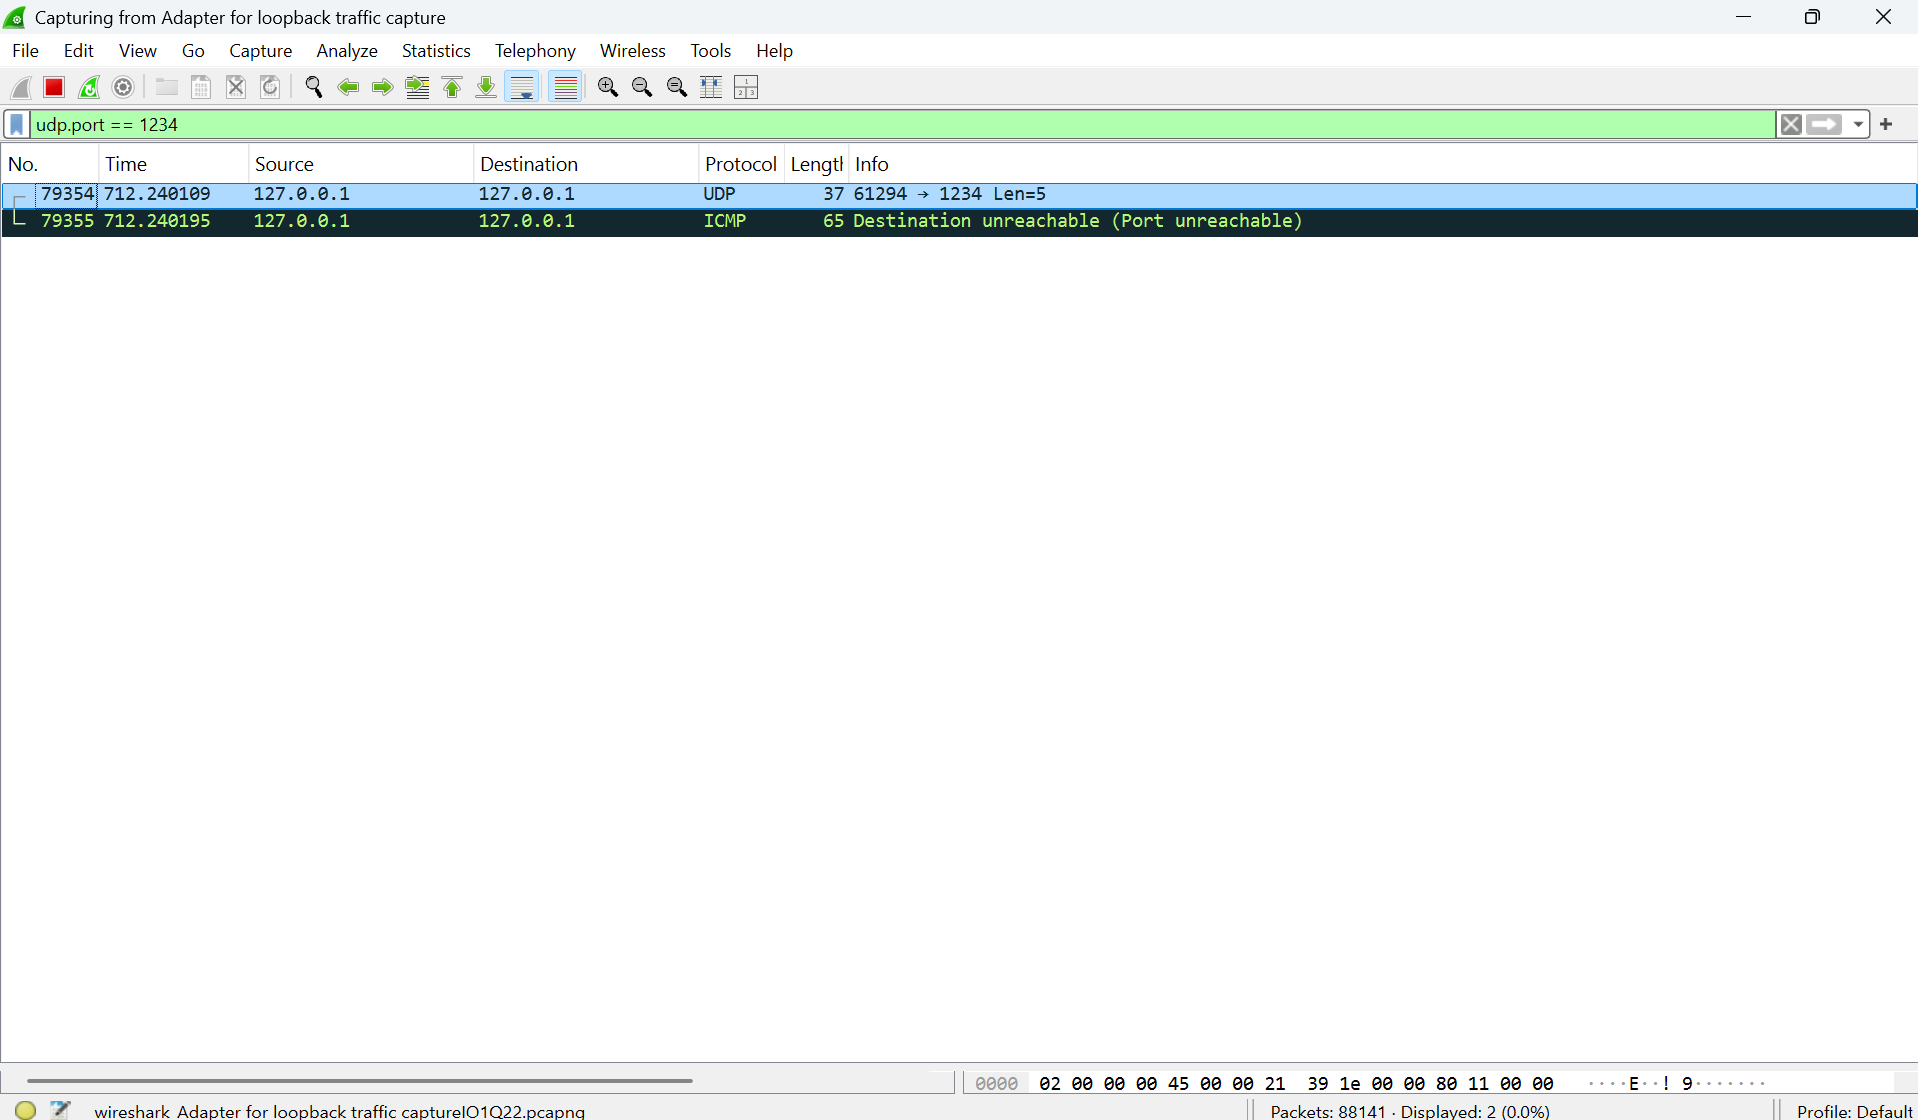 Capturing from Adapter for loopback traffic capture
File Edit View Go Capture Analyze Statistics Telephony Wireless Tools Help
udp.port == 1234
No. Time Source Destination Protocol Length Info
79354 712.240109 127.0.0.1 127.0.0.1 UDP 37 61294 → 1234 Len=5
79355 712.240195 127.0.0.1 127.0.0.1 ICMP 65 Destination unreachable (Port unreachable)
0000 02 00 00 00 45 00 00 21 39 1e 00 00 80 11 00 00 ····E··! 9·······
wireshark_Adapter for loopback traffic captureIO1Q22.pcapng Packets: 88141 · Displayed: 2 (0.0%) Profile: Default